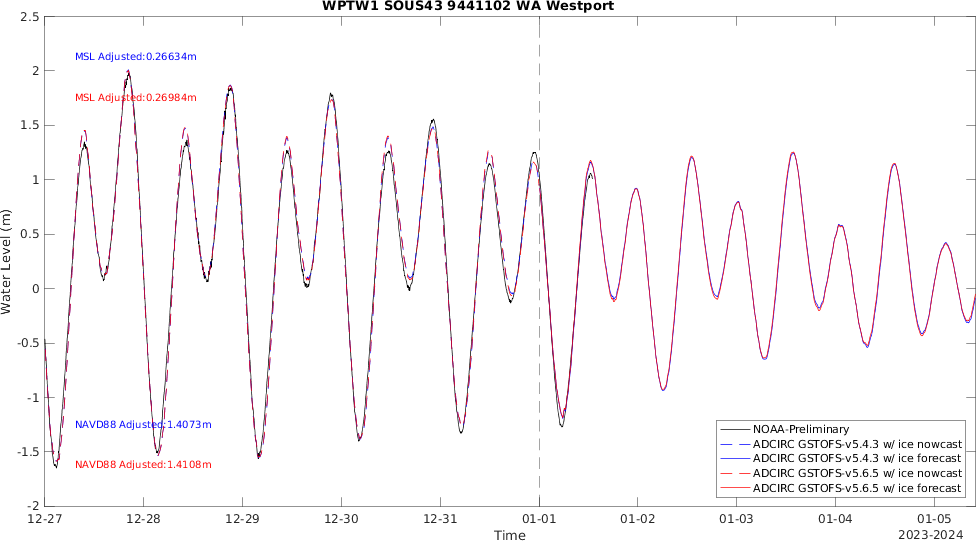 WPTW1 SOUS43 9441102 WA Westport
2.5
2
1.5
1
0.5
0
-0.5
-1
-1.5
-2
Water Level (m)
MSL Adjusted:0.26634m
MSL Adjusted:0.26984m
NAVD88 Adjusted:1.4073m
NAVD88 Adjusted:1.4108m
NOAA-Preliminary
ADCIRC GSTOFS-v5.4.3 w/ ice nowcast
ADCIRC GSTOFS-v5.4.3 w/ ice forecast
ADCIRC GSTOFS-v5.6.5 w/ ice nowcast
ADCIRC GSTOFS-v5.6.5 w/ ice forecast
12-27 12-28 12-29 12-30 12-31 01-01 01-02 01-03 01-04 01-05
Time
2023-2024